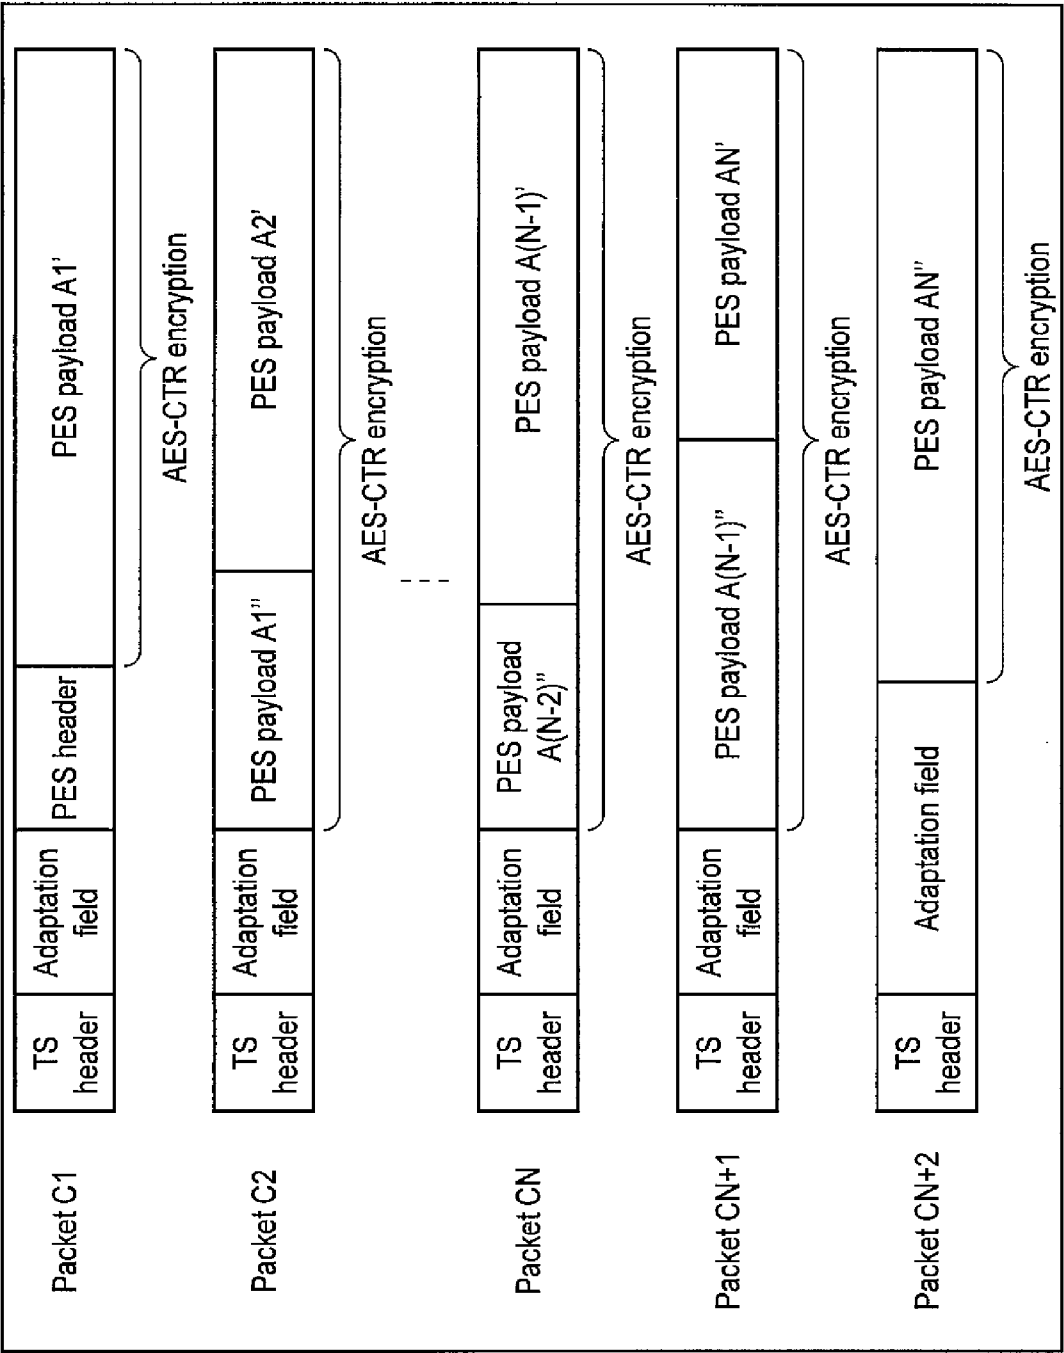 Packet C1
TS
header
Adaptation
field
PES header
PES payload A1'
AES-CTR encryption
Packet C2
TS
header
Adaptation
field
PES payload A1"
PES payload A2'
AES-CTR encryption
Packet CN
TS
header
Adaptation
field
PES payload
A(N-2)"
PES payload A(N-1)'
AES-CTR encryption
Packet CN+1
TS
header
Adaptation
field
PES payload A(N-1)"
PES payload AN'
AES-CTR encryption
Packet CN+2
TS
header
Adaptation field
PES payload AN"
AES-CTR encryption